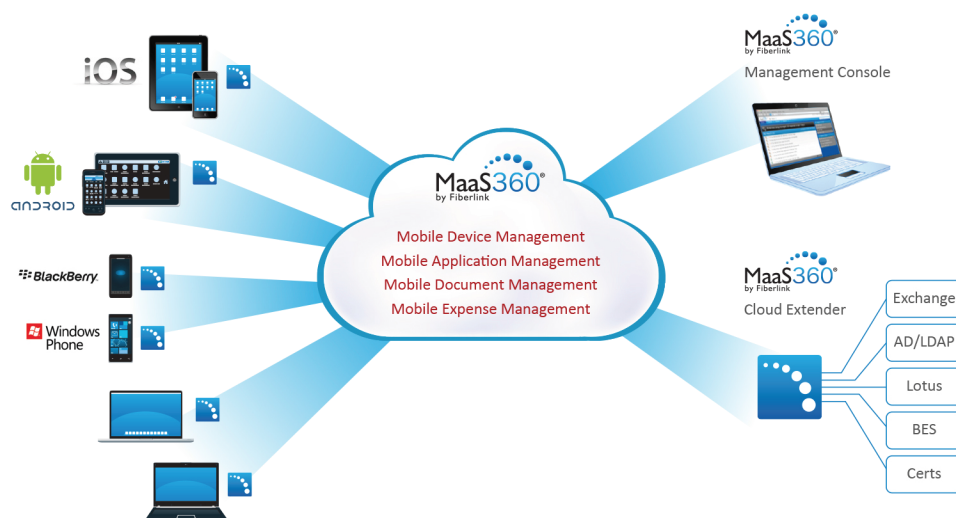 iOS
ANDROID
BlackBerry.
Windows
Phone
MaaS360®
by Fiberlink
Mobile Device Management
Mobile Application Management
Mobile Document Management
Mobile Expense Management
MaaS360®
by Fiberlink
Management Console
MaaS360®
by Fiberlink
Cloud Extender
Exchange
AD/LDAP
Lotus
BES
Certs